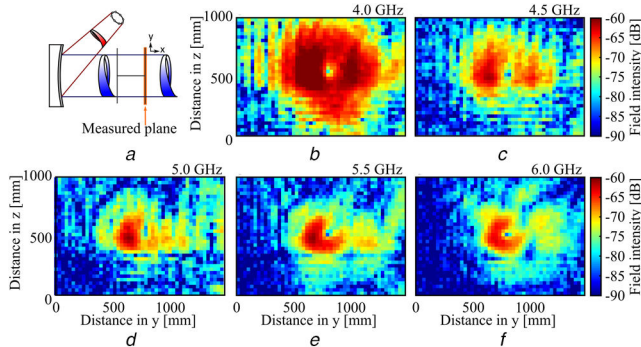 4.0 GHz
4.5 GHz
y
x
Measured plane
Distance in z [mm]
1000
500
0
-60
-65
-70
-75
-80
-85
-90
Field intensity [dB]
a
b
c
5.0 GHz
5.5 GHz
6.0 GHz
Distance in z [mm]
1000
500
0
0 500 1000
0 500 1000
0 500 1000
-60
-65
-70
-75
-80
-85
-90
Field intensity [dB]
Distance in y [mm]
Distance in y [mm]
Distance in y [mm]
d
e
f